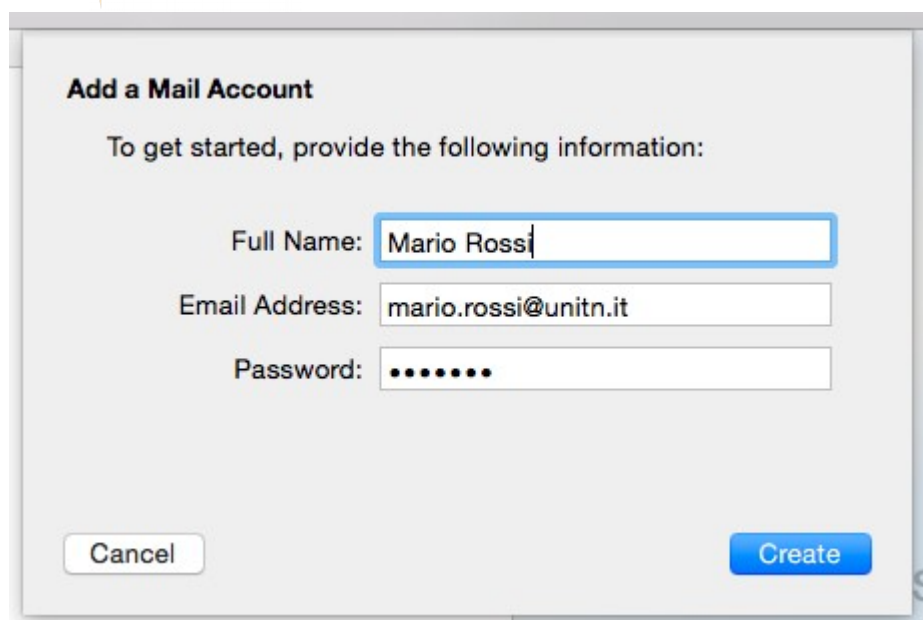 Add a Mail Account
To get started, provide the following information:
Full Name: Mario Rossi
Email Address: mario.rossi@unitn.it
Password: •••••••
Cancel Create